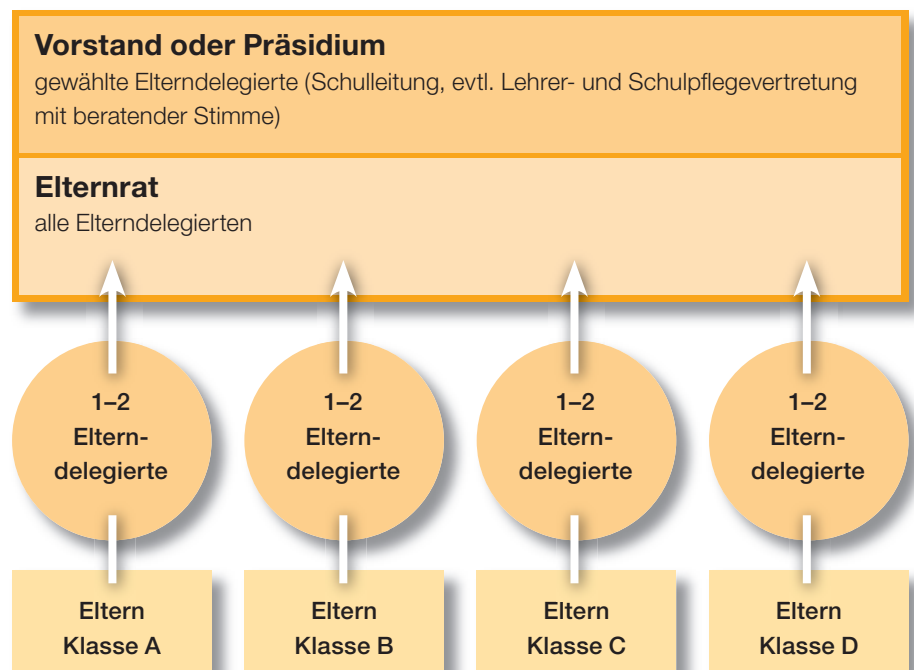 Vorstand oder Präsidium
gewählte Elterndelegierte (Schulleitung, evtl. Lehrer- und Schulpflegevertretung
mit beratender Stimme)
Elternrat
alle Elterndelegierten
1–2
Eltern-
delegierte
1–2
Eltern-
delegierte
1–2
Eltern-
delegierte
1–2
Eltern-
delegierte
Eltern
Klasse A
Eltern
Klasse B
Eltern
Klasse C
Eltern
Klasse D